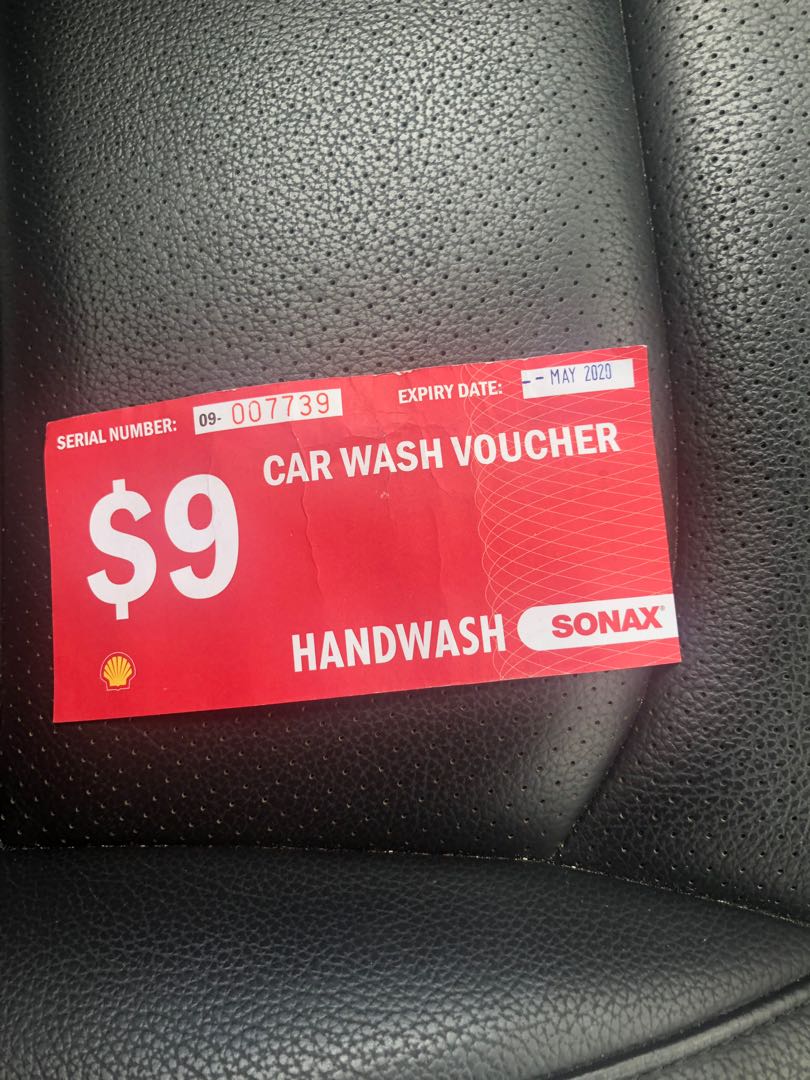 SERIAL NUMBER: 09- 007739
EXPIRY DATE: -- MAY 2020
CAR WASH VOUCHER
$9
HANDWASH SONAX®